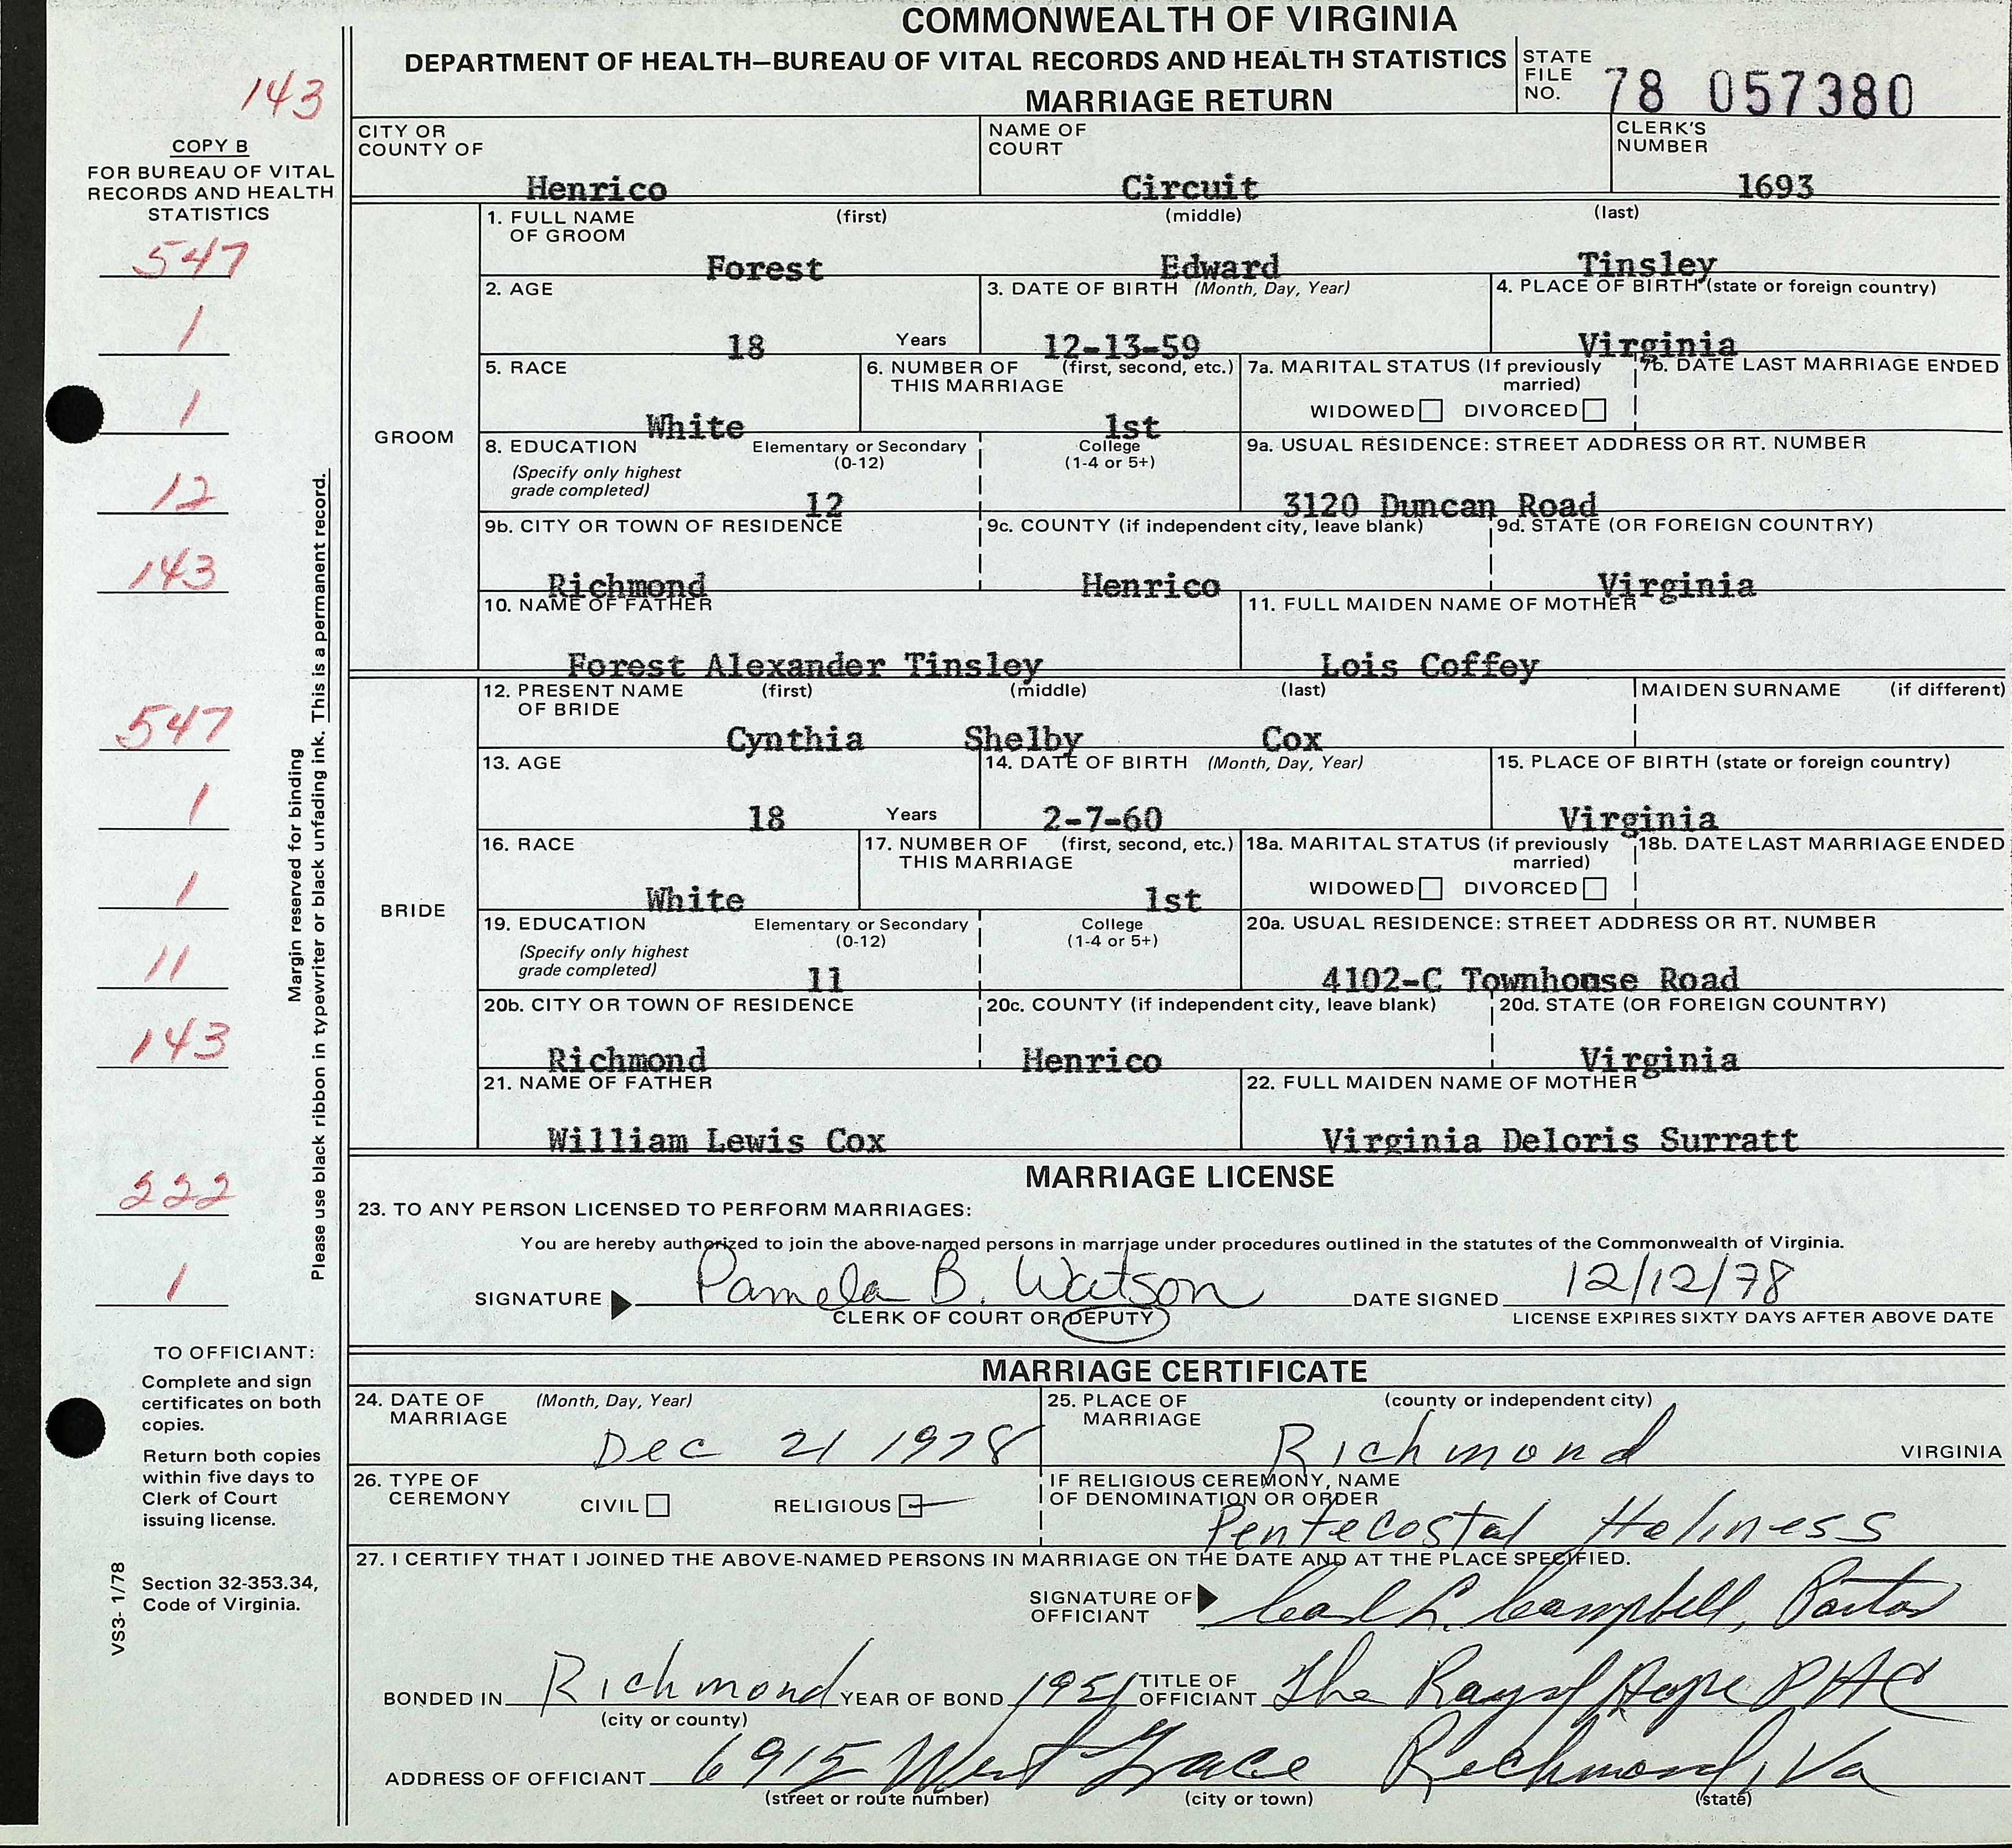 COMMONWEALTH OF VIRGINIA
DEPARTMENT OF HEALTH—BUREAU OF VITAL RECORDS AND HEALTH STATISTICS
MARRIAGE RETURN
STATE FILE NO. 78 057380
143
COPY B
FOR BUREAU OF VITAL
RECORDS AND HEALTH
STATISTICS
CITY OR COUNTY OF Henrico
NAME OF COURT Circuit
CLERK'S NUMBER 1693
547
1
1
12
143
547
1
1
11
143
222
1
Margin reserved for binding
Please use black ribbon in typewriter or black unfading ink. This is a permanent record.
GROOM
1. FULL NAME OF GROOM (first) (middle) (last)
Forest Edward Tinsley
2. AGE 18 Years
3. DATE OF BIRTH (Month, Day, Year) 12-13-59
4. PLACE OF BIRTH (state or foreign country) Virginia
5. RACE White
6. NUMBER OF THIS MARRIAGE (first, second, etc.) 1st
7a. MARITAL STATUS (If previously married) WIDOWED DIVORCED
7b. DATE LAST MARRIAGE ENDED
8. EDUCATION (Specify only highest grade completed) Elementary or Secondary (0-12) 12 College (1-4 or 5+)
9a. USUAL RESIDENCE: STREET ADDRESS OR RT. NUMBER 3120 Duncan Road
9b. CITY OR TOWN OF RESIDENCE Richmond
9c. COUNTY (if independent city, leave blank) Henrico
9d. STATE (OR FOREIGN COUNTRY) Virginia
10. NAME OF FATHER Forest Alexander Tinsley
11. FULL MAIDEN NAME OF MOTHER Lois Coffey
BRIDE
12. PRESENT NAME OF BRIDE (first) (middle) (last) MAIDEN SURNAME (if different)
Cynthia Shelby Cox
13. AGE 18 Years
14. DATE OF BIRTH (Month, Day, Year) 2-7-60
15. PLACE OF BIRTH (state or foreign country) Virginia
16. RACE White
17. NUMBER OF THIS MARRIAGE (first, second, etc.) 1st
18a. MARITAL STATUS (if previously married) WIDOWED DIVORCED
18b. DATE LAST MARRIAGE ENDED
19. EDUCATION (Specify only highest grade completed) Elementary or Secondary (0-12) 11 College (1-4 or 5+)
20a. USUAL RESIDENCE: STREET ADDRESS OR RT. NUMBER 4102-C Townhouse Road
20b. CITY OR TOWN OF RESIDENCE Richmond
20c. COUNTY (if independent city, leave blank) Henrico
20d. STATE (OR FOREIGN COUNTRY) Virginia
21. NAME OF FATHER William Lewis Cox
22. FULL MAIDEN NAME OF MOTHER Virginia Deloris Surratt
MARRIAGE LICENSE
23. TO ANY PERSON LICENSED TO PERFORM MARRIAGES:
You are hereby authorized to join the above-named persons in marriage under procedures outlined in the statutes of the Commonwealth of Virginia.
SIGNATURE Pamela B. Watson DATE SIGNED 12/12/78
CLERK OF COURT OR DEPUTY LICENSE EXPIRES SIXTY DAYS AFTER ABOVE DATE
MARRIAGE CERTIFICATE
24. DATE OF MARRIAGE (Month, Day, Year) Dec 21 1978
25. PLACE OF MARRIAGE (county or independent city) Richmond VIRGINIA
26. TYPE OF CEREMONY CIVIL RELIGIOUS
IF RELIGIOUS CEREMONY, NAME OF DENOMINATION OR ORDER Pentecostal Holiness
27. I CERTIFY THAT I JOINED THE ABOVE-NAMED PERSONS IN MARRIAGE ON THE DATE AND AT THE PLACE SPECIFIED.
SIGNATURE OF OFFICIANT Carl L. Campbell, Pastor
BONDED IN Richmond (city or county) YEAR OF BOND 1951 TITLE OF OFFICIANT The Ray of Hope PHC
ADDRESS OF OFFICIANT 6915 West Grace Richmond, Va
(street or route number) (city or town) (state)
TO OFFICIANT:
Complete and sign
certificates on both
copies.
Return both copies
within five days to
Clerk of Court
issuing license.
Section 32-353.34,
Code of Virginia.
VS3- 1/78